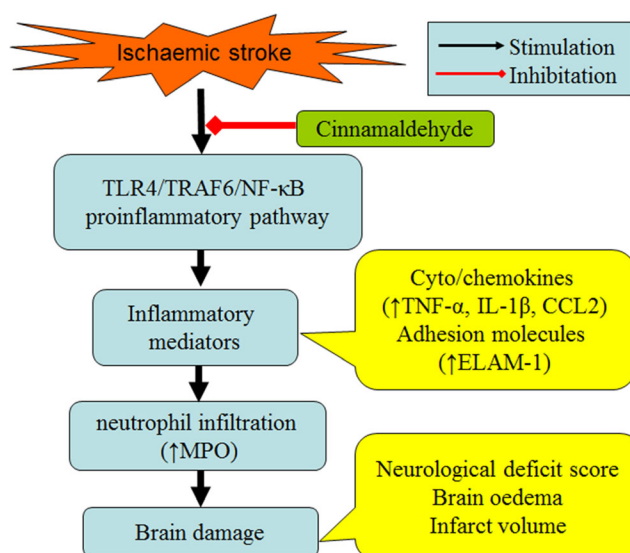 Ischaemic stroke
Stimulation
Inhibitation
Cinnamaldehyde
TLR4/TRAF6/NF-κB
proinflammatory pathway
Cyto/chemokines
(↑TNF-α, IL-1β, CCL2)
Adhesion molecules
(↑ELAM-1)
Inflammatory
mediators
neutrophil infiltration
(↑MPO)
Neurological deficit score
Brain oedema
Infarct volume
Brain damage